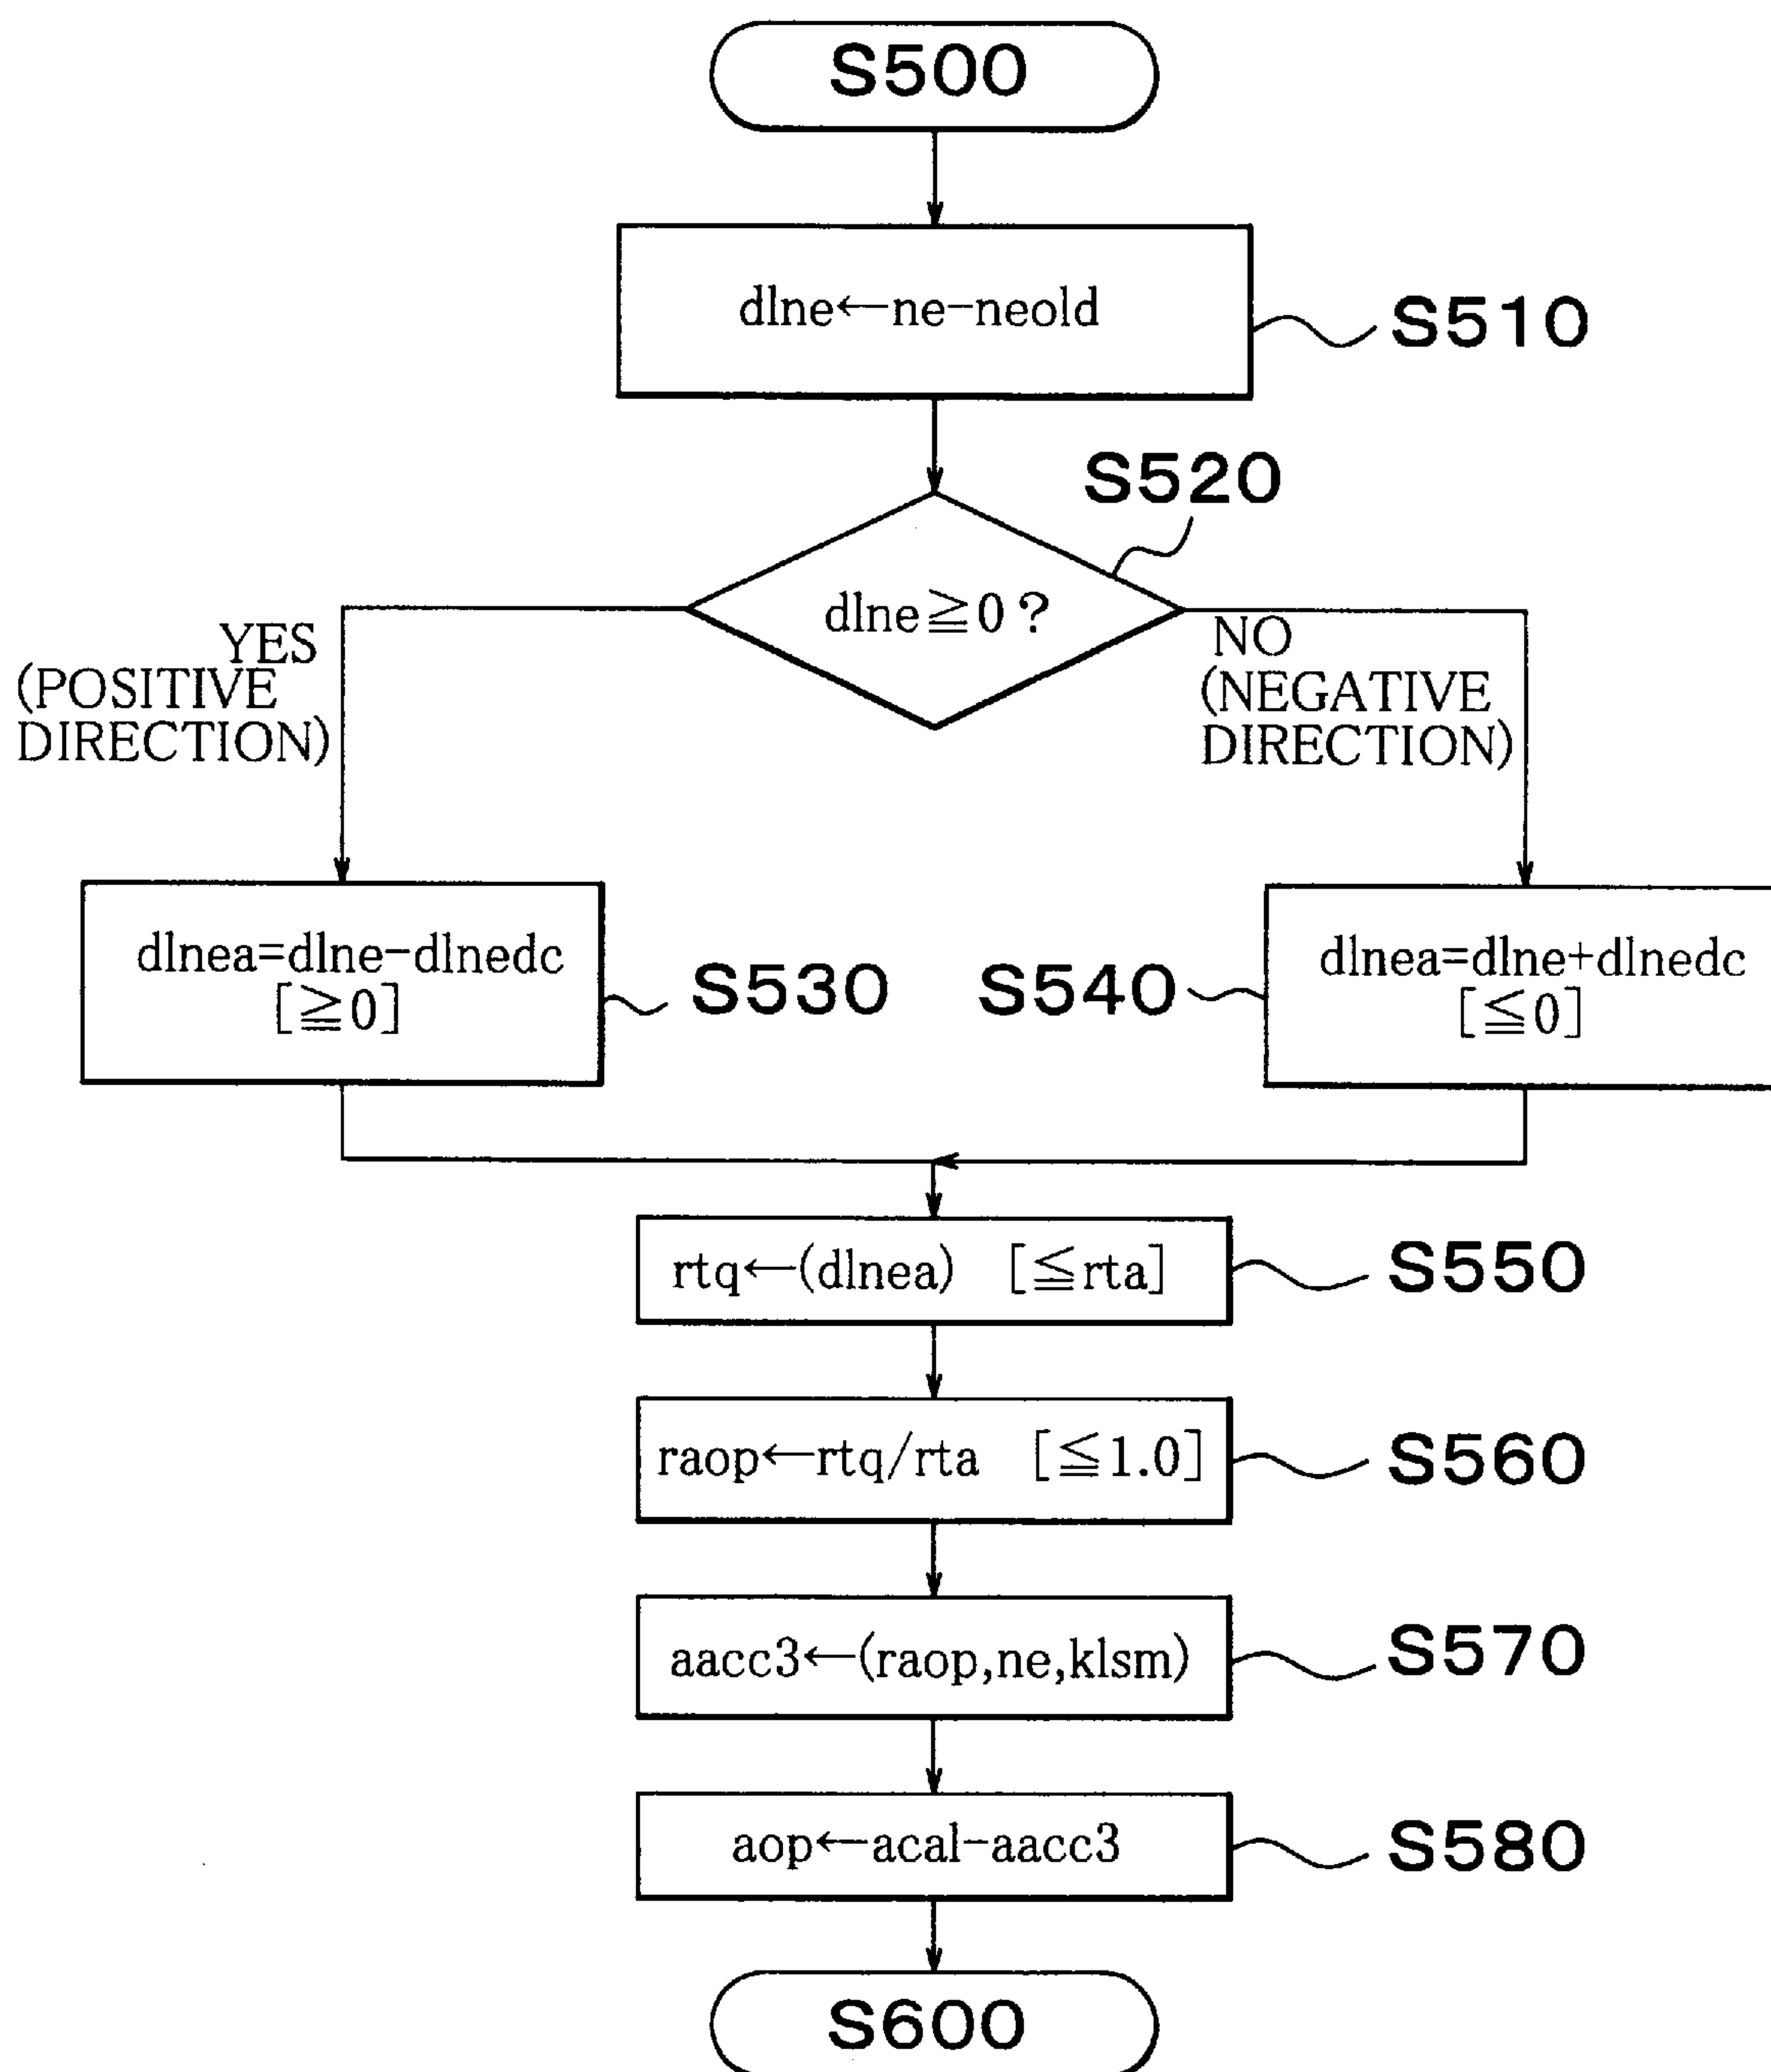 S500
dlne←ne-neold
S510
S520
dlne≧0?
YES
(POSITIVE
DIRECTION)
NO
(NEGATIVE
DIRECTION)
dlnea=dlne-dlnedc
[≧0]
S530
S540
dlnea=dlne+dlnedc
[≦0]
rtq←(dlnea) [≦rta]
S550
raop←rtq/rta [≦1.0]
S560
aacc3←(raop,ne,klsm)
S570
aop←acal-aacc3
S580
S600